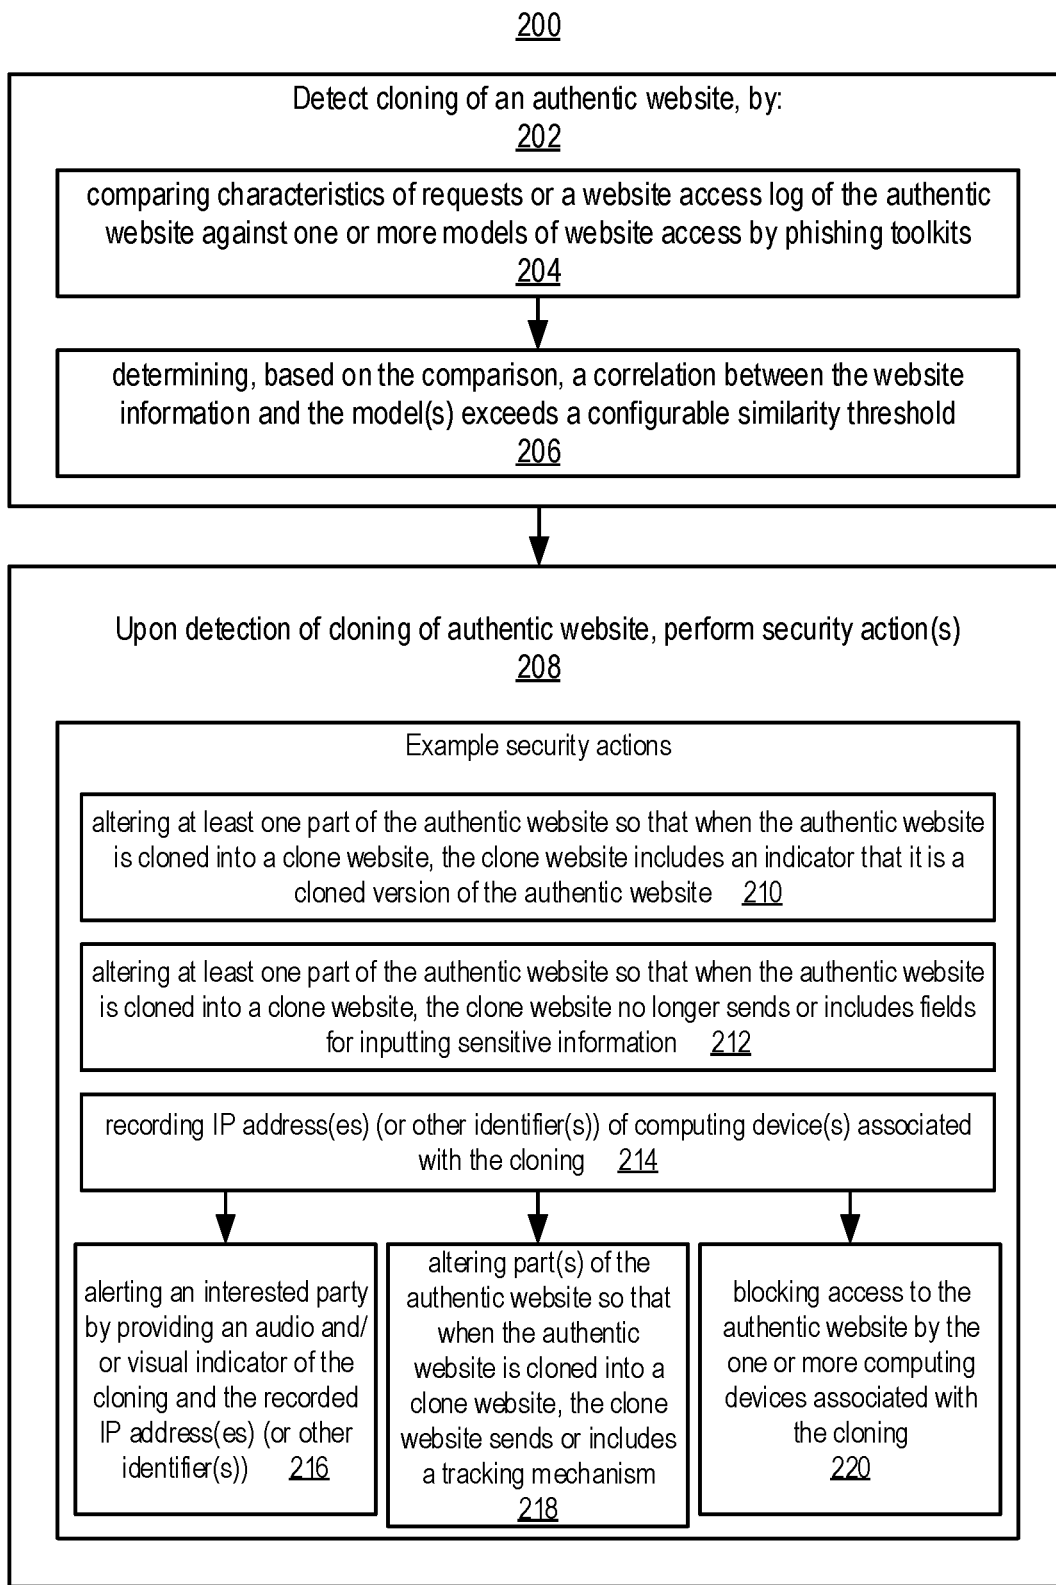 200
Detect cloning of an authentic website, by:
202
comparing characteristics of requests or a website access log of the authentic
website against one or more models of website access by phishing toolkits
204
determining, based on the comparison, a correlation between the website
information and the model(s) exceeds a configurable similarity threshold
206
Upon detection of cloning of authentic website, perform security action(s)
208
Example security actions
altering at least one part of the authentic website so that when the authentic website
is cloned into a clone website, the clone website includes an indicator that it is a
cloned version of the authentic website 210
altering at least one part of the authentic website so that when the authentic website
is cloned into a clone website, the clone website no longer sends or includes fields
for inputting sensitive information 212
recording IP address(es) (or other identifier(s)) of computing device(s) associated
with the cloning 214
alerting an interested party
by providing an audio and/
or visual indicator of the
cloning and the recorded
IP address(es) (or other
identifier(s)) 216
altering part(s) of the
authentic website so that
when the authentic
website is cloned into a
clone website, the clone
website sends or includes
a tracking mechanism
218
blocking access to the
authentic website by the
one or more computing
devices associated with
the cloning
220